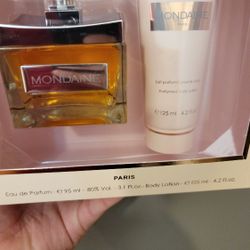 MONDAINE
MONDAINE
lait parfumé pour le corps
perfumed body lotion
℮125 ml 4.2 fl.oz
PARIS
Eau de Parfum - ℮ 95 ml - 80% Vol. - 3.1 fl.oz - Body Lotion - ℮ 125 ml - 4.2 fl.oz